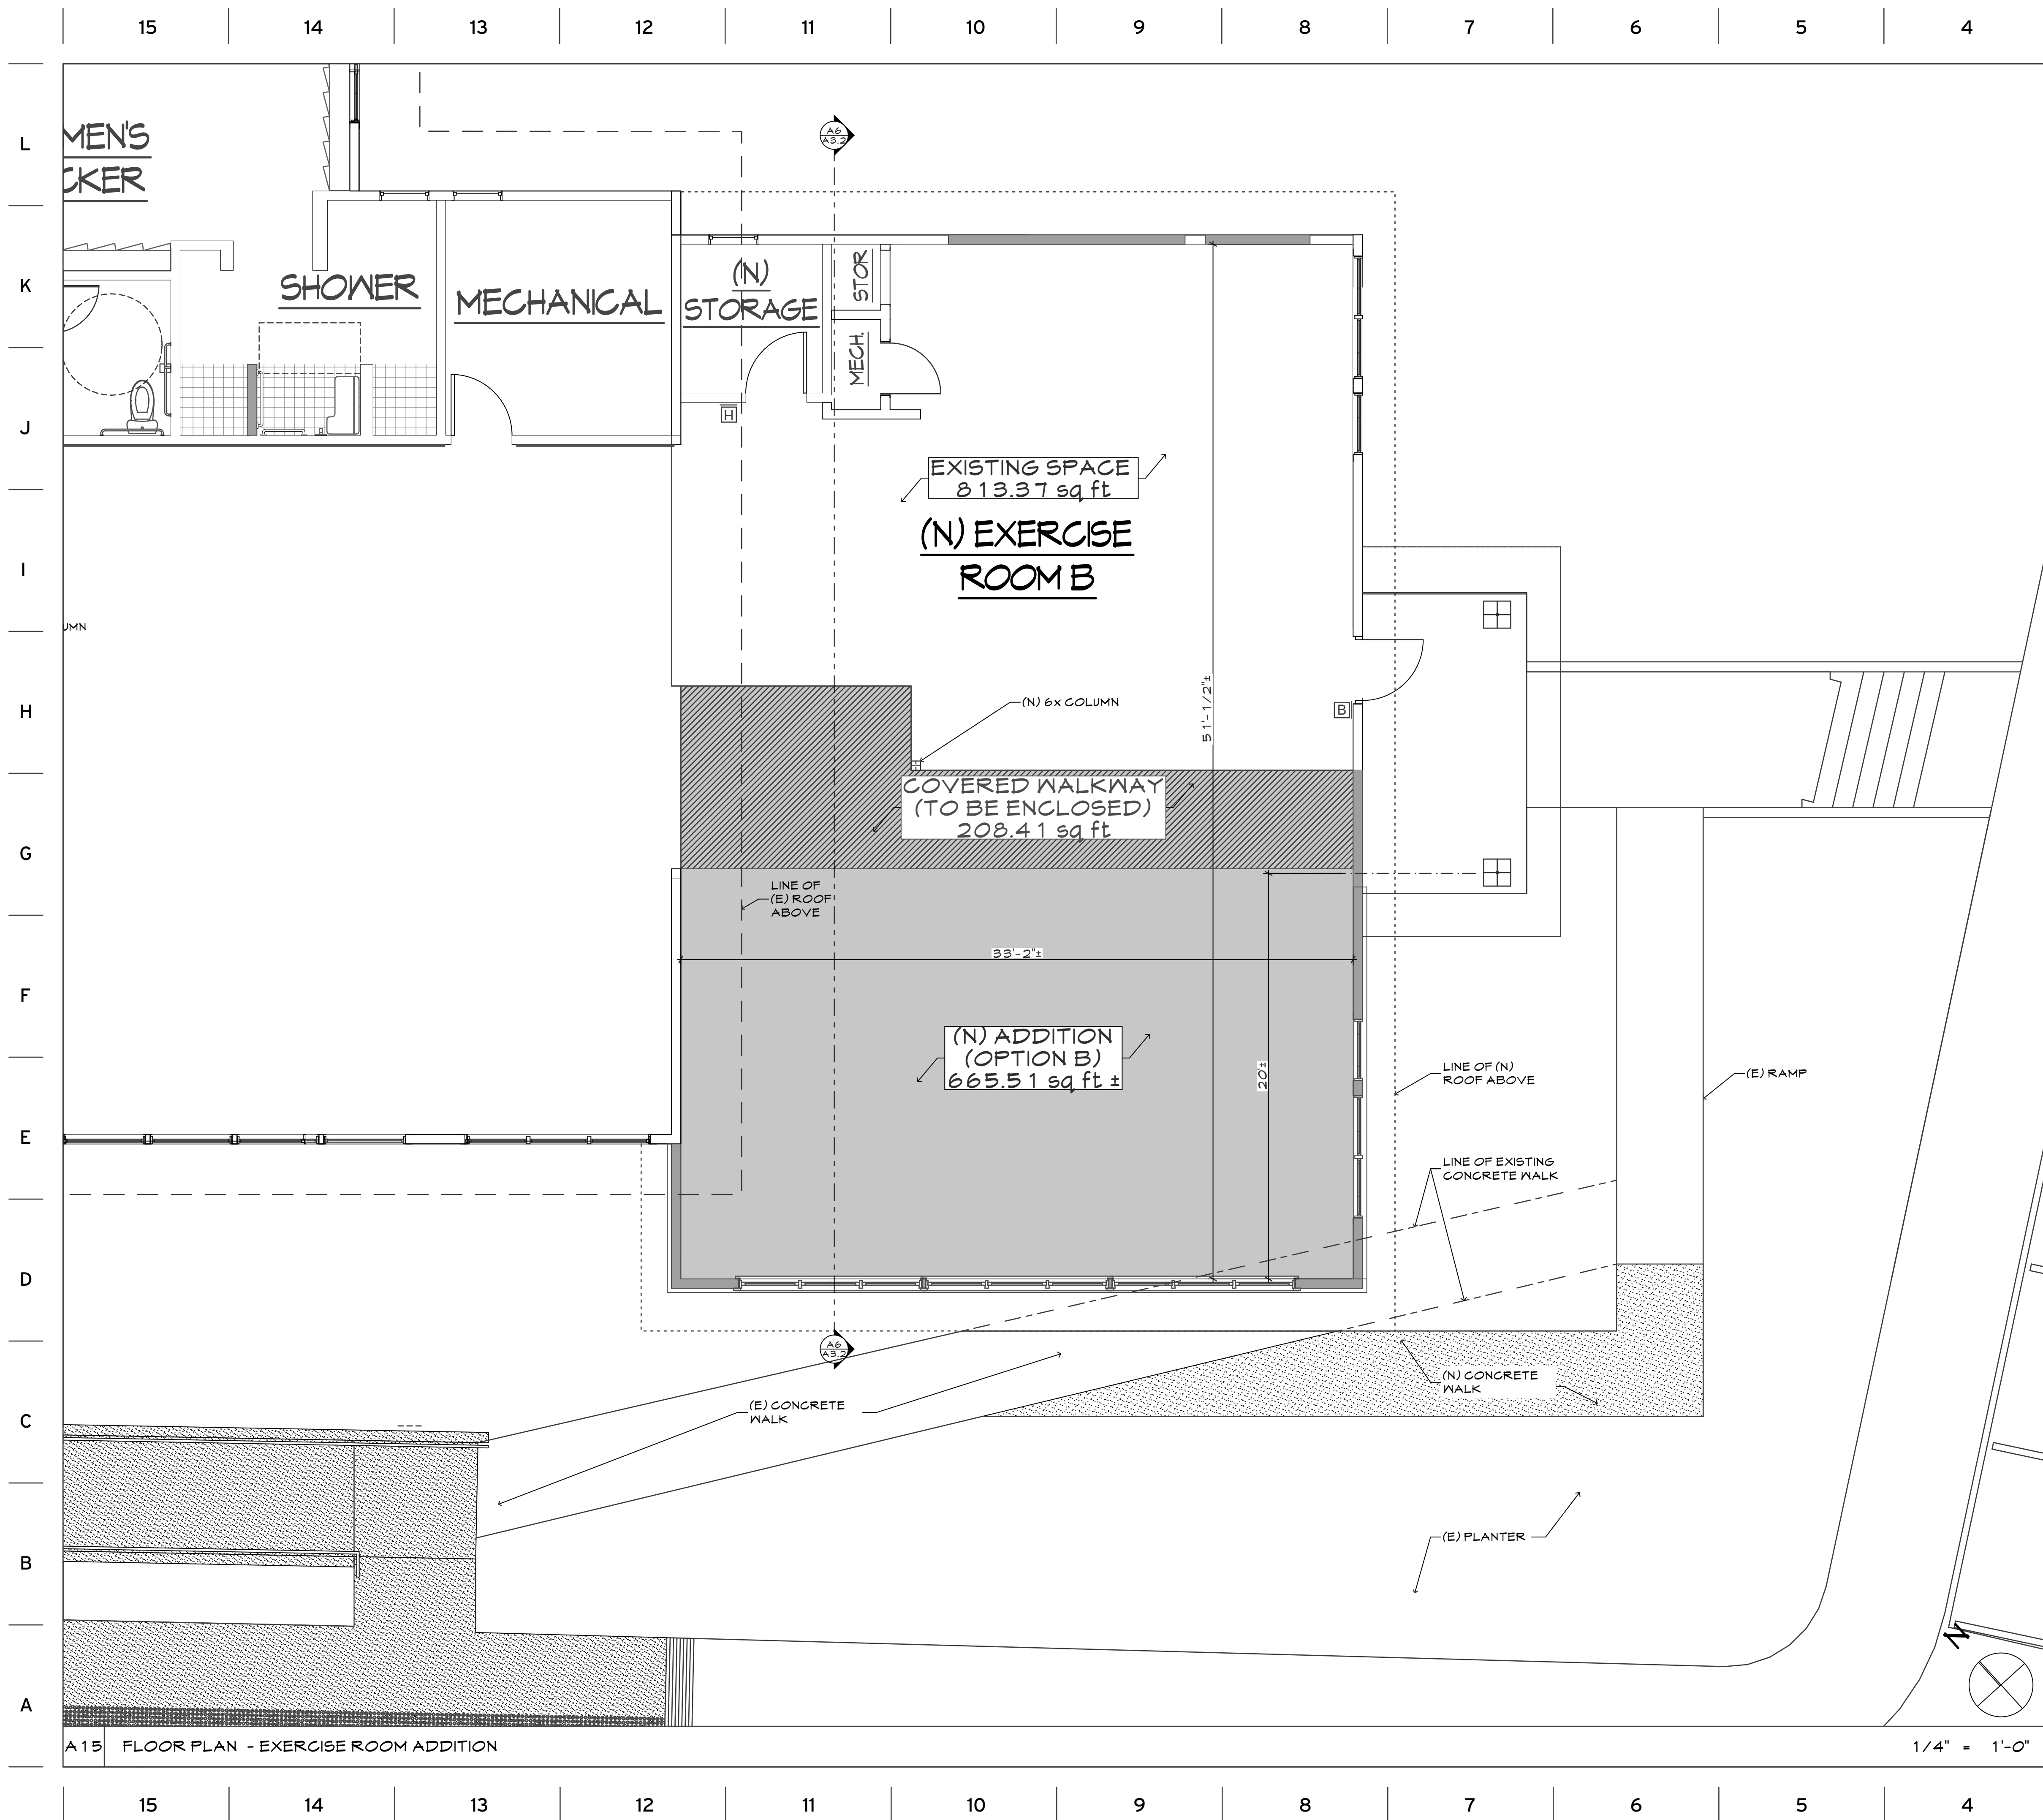 15 14 13 12 11 10 9 8 7 6 5 4
L
K
J
I
H
G
F
E
D
C
B
A
MEN'S
CKER
SHOWER
MECHANICAL
(N)
STORAGE
STOR
MECH.
H
A6
A3.2
EXISTING SPACE
813.37 sq ft
(N) EXERCISE
ROOM B
UMN
(N) 6x COLUMN
51'-1/2"±
B
COVERED WALKWAY
(TO BE ENCLOSED)
208.41 sq ft
LINE OF
(E) ROOF
ABOVE
33'-2"±
(N) ADDITION
(OPTION B)
665.51 sq ft ±
20'±
LINE OF (N)
ROOF ABOVE
(E) RAMP
LINE OF EXISTING
CONCRETE WALK
A6
A3.2
(N) CONCRETE
WALK
(E) CONCRETE
WALK
(E) PLANTER
N
A15 FLOOR PLAN - EXERCISE ROOM ADDITION
1/4" = 1'-0"
15 14 13 12 11 10 9 8 7 6 5 4